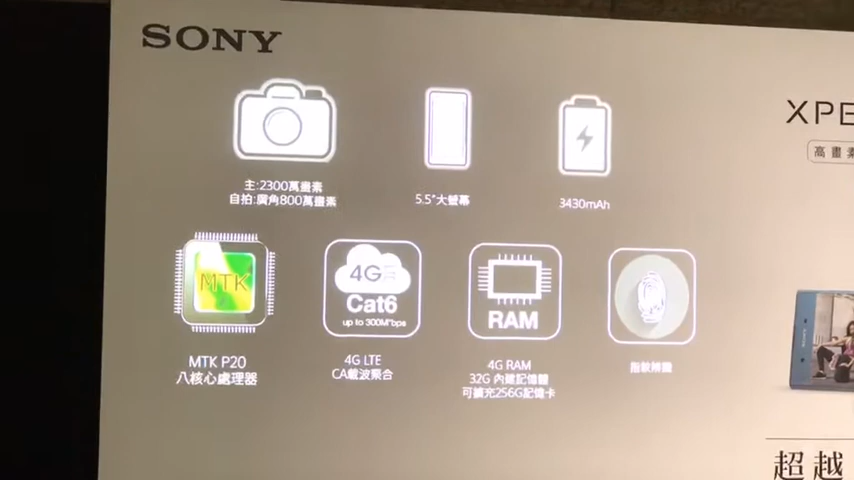 SONY
主:2300萬畫素
自拍:廣角800萬畫素
5.5"大螢幕
3430mAh
XPE
高畫素
MTK
4G
Cat6
up to 300Mbps
RAM
MTK P20
八核心處理器
4G LTE
CA載波聚合
4G RAM
32G 內建記憶體
可擴充256G記憶卡
指紋辨識
SONY
超越